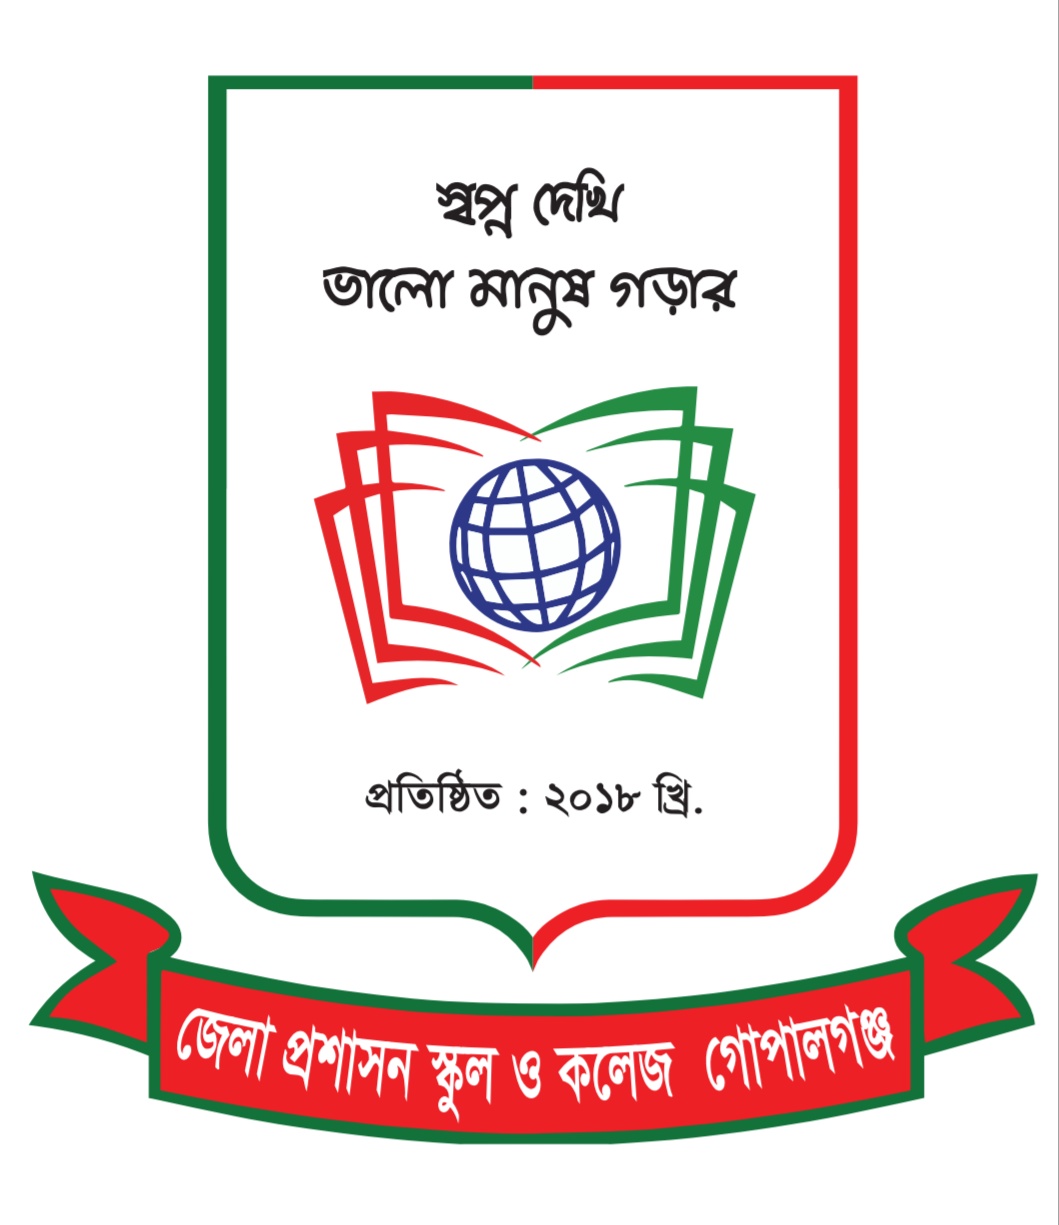 স্বপ্ন দেখি
ভালো মানুষ গড়ার
প্রতিষ্ঠিত : ২০১৮ খ্রি.
জেলা প্রশাসন স্কুল ও কলেজ গোপালগঞ্জ